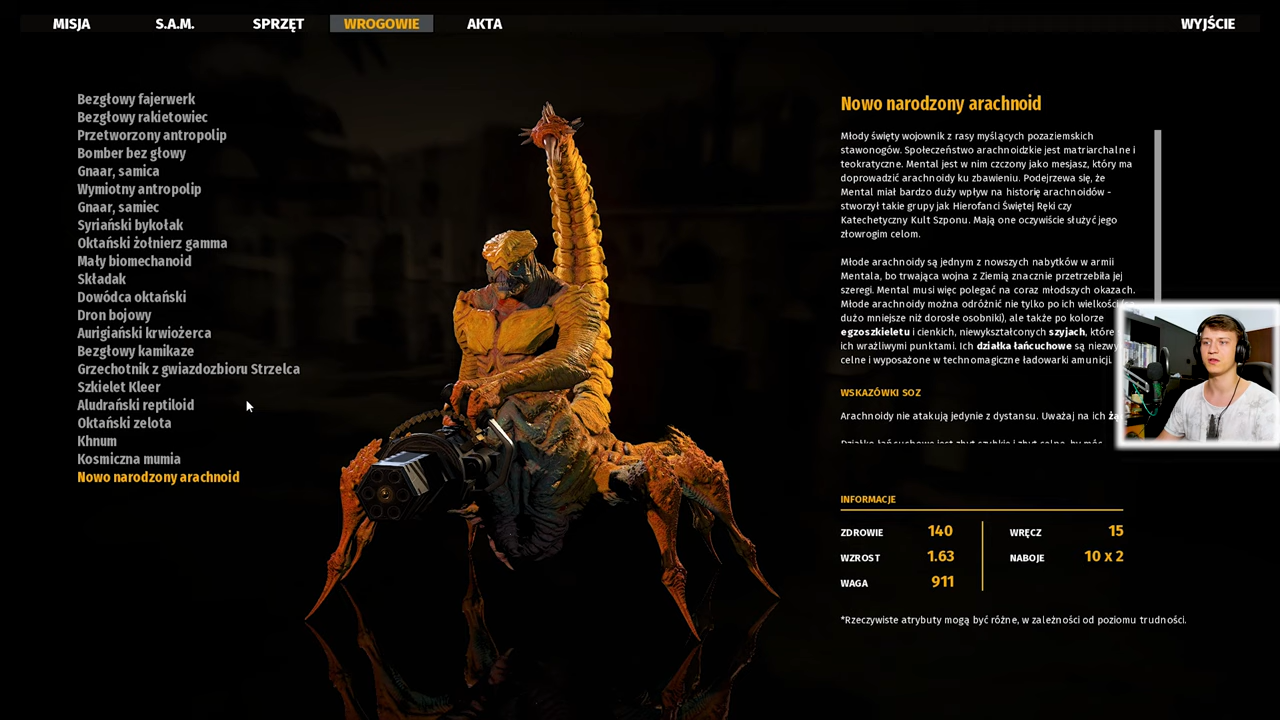 MISJA S.A.M. SPRZĘT WROGOWIE AKTA WYJŚCIE
Bezgłowy fajerwerk
Bezgłowy rakietowiec
Przetworzony antropolip
Bomber bez głowy
Gnaar, samica
Wymiotny antropolip
Gnaar, samiec
Syriański bykołak
Oktański żołnierz gamma
Mały biomechanoid
Składak
Dowódca oktański
Dron bojowy
Aurigiański krwiożerca
Bezgłowy kamikaze
Grzechotnik z gwiazdozbioru Strzelca
Szkielet Kleer
Aludrański reptiloid
Oktański zelota
Khnum
Kosmiczna mumia
Nowo narodzony arachnoid
Nowo narodzony arachnoid
Młody święty wojownik z rasy myślących pozaziemskich
stawonogów. Społeczeństwo arachnoidzkie jest matriarchalne i
teokratyczne. Mental jest w nim czczony jako mesjasz, który ma
doprowadzić arachnoidy ku zbawieniu. Podejrzewa się, że
Mental miał bardzo duży wpływ na historię arachnoidów -
stworzył takie grupy jak Hierofanci Świętej Ręki czy
Katechetyczny Kult Szponu. Mają one oczywiście służyć jego
złowrogim celom.
Młode arachnoidy są jednym z nowszych nabytków w armii
Mentala, bo trwająca wojna z Ziemią znacznie przetrzebiła jej
szeregi. Mental musi więc polegać na coraz młodszych okazach.
Młode arachnoidy można odróżnić nie tylko po ich wielkości
dużo mniejsze niż dorosłe osobniki), ale także po kolorze
egzoszkieletu i cienkich, niewykształconych szyjach, które
ich wrażliwymi punktami. Ich działka łańcuchowe są
celne i wyposażone w technomagiczne ładowarki amunicji.
WSKAZÓWKI SOZ
Arachnoidy nie atakują jedynie z dystansu. Uważaj na ich
Działka łańcuchowe jest zbyt szybkie i zbyt celne, by móc
INFORMACJE
ZDROWIE 140 WRĘCZ 15
WZROST 1.63 NABOJE 10 x 2
WAGA 911
*Rzeczywiste atrybuty mogą być różne, w zależności od poziomu trudności.